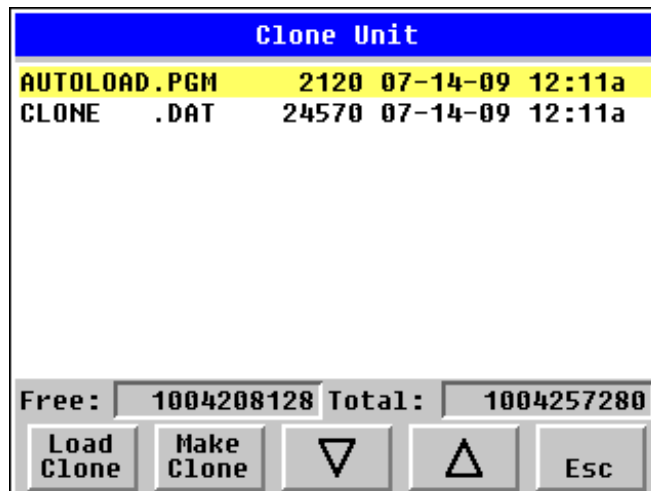 Clone Unit
AUTOLOAD.PGM 2120 07-14-09 12:11a
CLONE .DAT 24570 07-14-09 12:11a
Free: 1004208128 Total: 1004257280
Load Clone Make Clone Esc